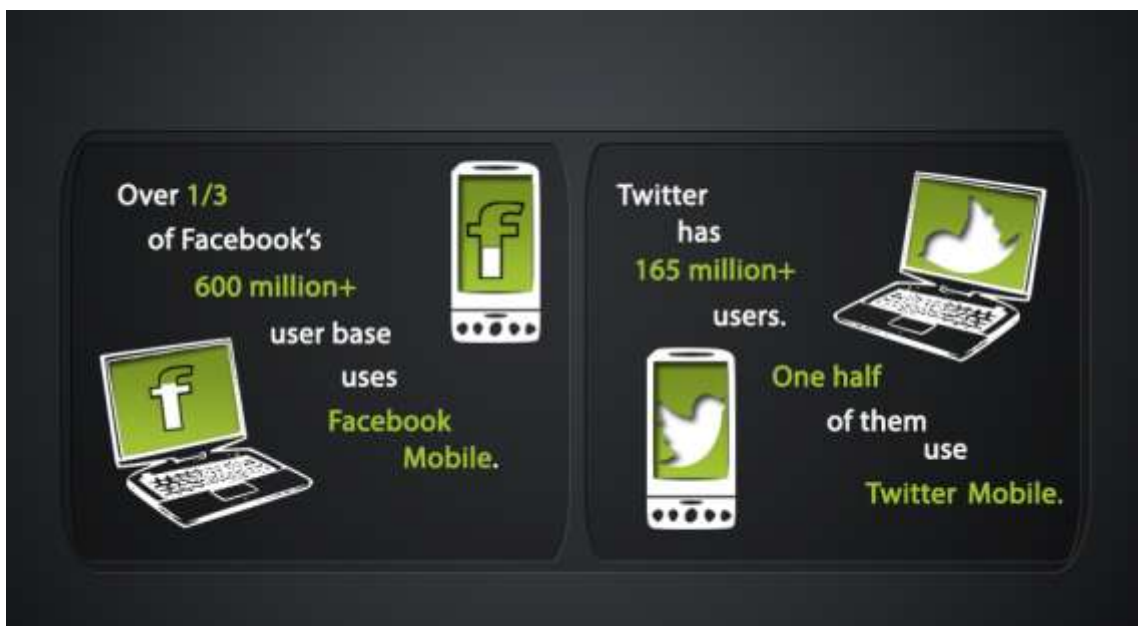 Over 1/3
of Facebook's
600 million+
user base
uses
Facebook
Mobile.
Twitter
has
165 million+
users.
One half
of them
use
Twitter Mobile.